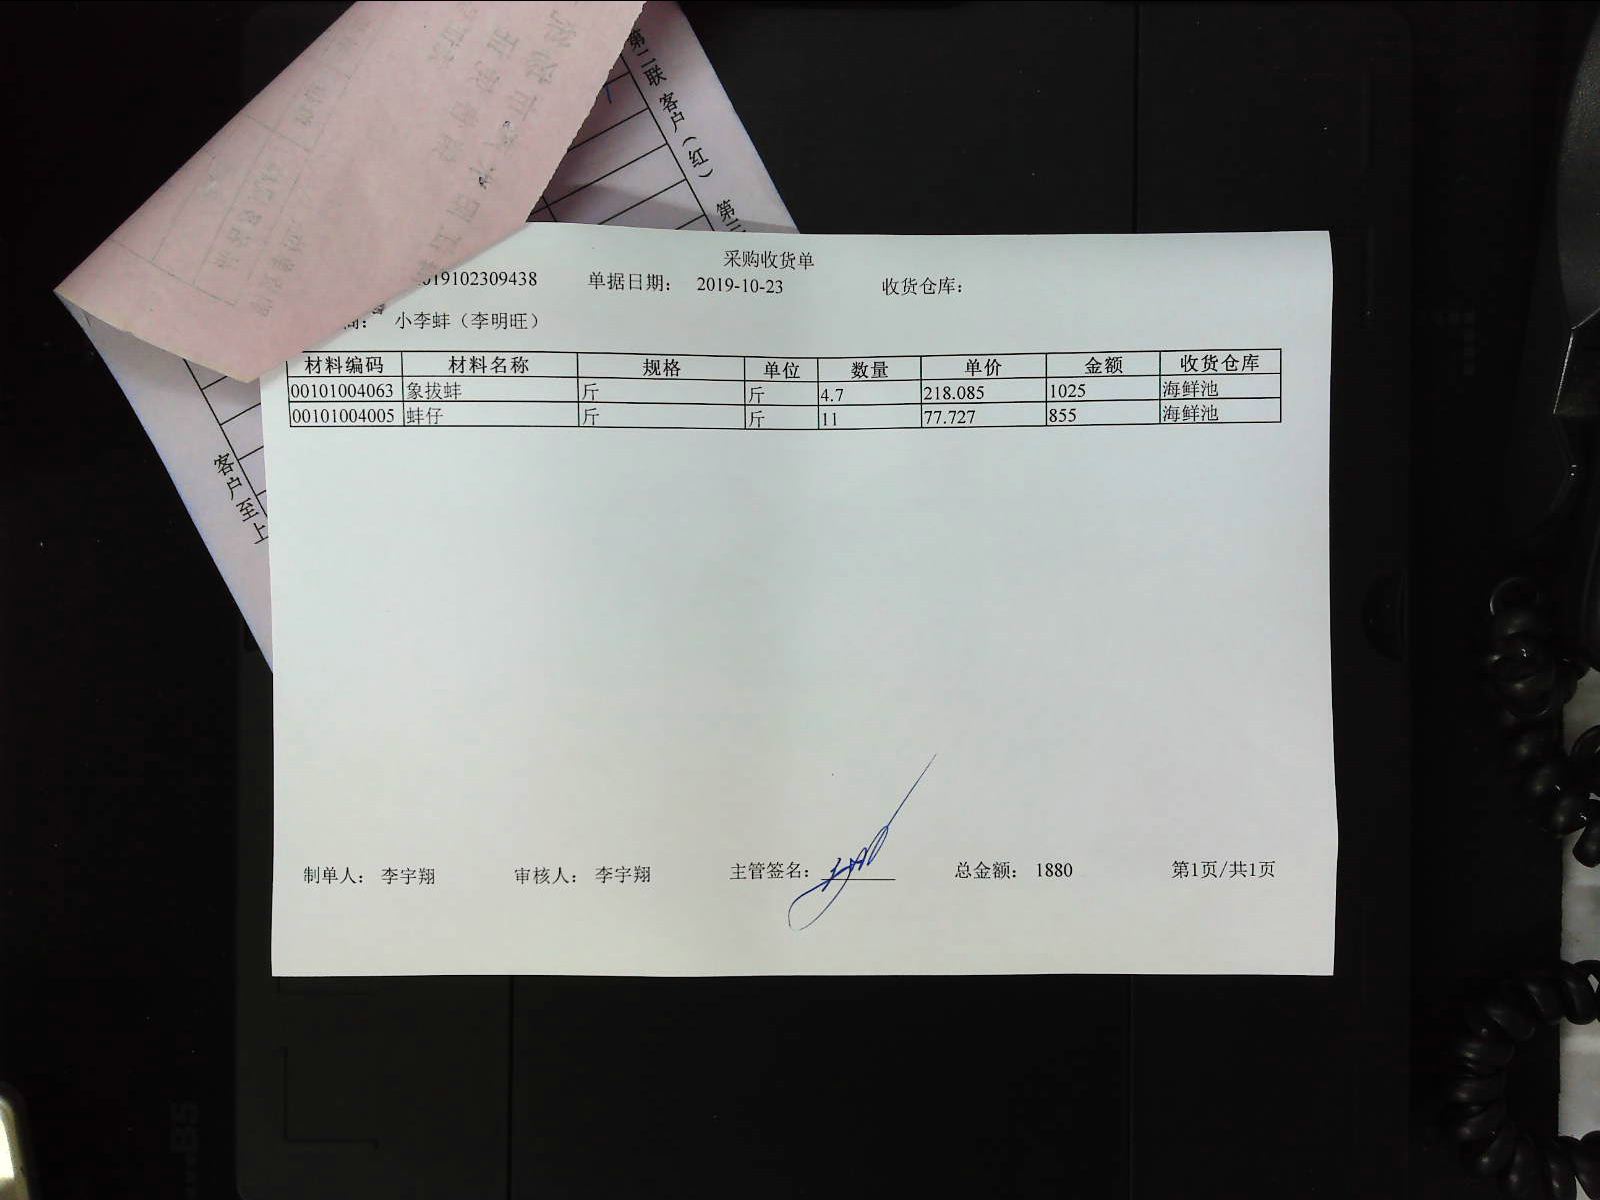 第二联 客户（红） 第二
采购收货单
019102309438 单据日期： 2019-10-23 收货仓库：
小李蚌（李明旺）
材料编码 材料名称 规格 单位 数量 单价 金额 收货仓库
00101004063 象拔蚌 斤 斤 4.7 218.085 1025 海鲜池
00101004005 蚌仔 斤 斤 11 77.727 855 海鲜池
客户至上
制单人： 李宇翔 审核人： 李宇翔 主管签名： 总金额： 1880 第1页/共1页